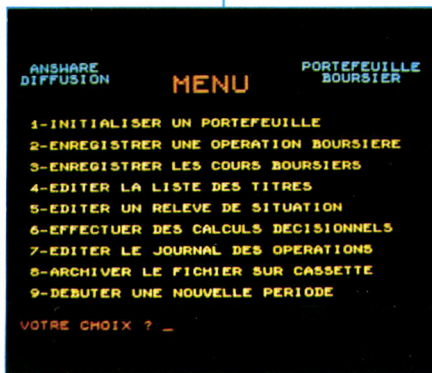 ANSWARE
DIFFUSION
MENU
PORTEFEUILLE
BOURSIER
1-INITIALISER UN PORTEFEUILLE
2-ENREGISTRER UNE OPERATION BOURSIERE
3-ENREGISTRER LES COURS BOURSIERS
4-EDITER LA LISTE DES TITRES
5-EDITER UN RELEVE DE SITUATION
6-EFFECTUER DES CALCULS DECISIONNELS
7-EDITER LE JOURNAL DES OPERATIONS
8-ARCHIVER LE FICHIER SUR CASSETTE
9-DEBUTER UNE NOUVELLE PERIODE
VOTRE CHOIX ? _